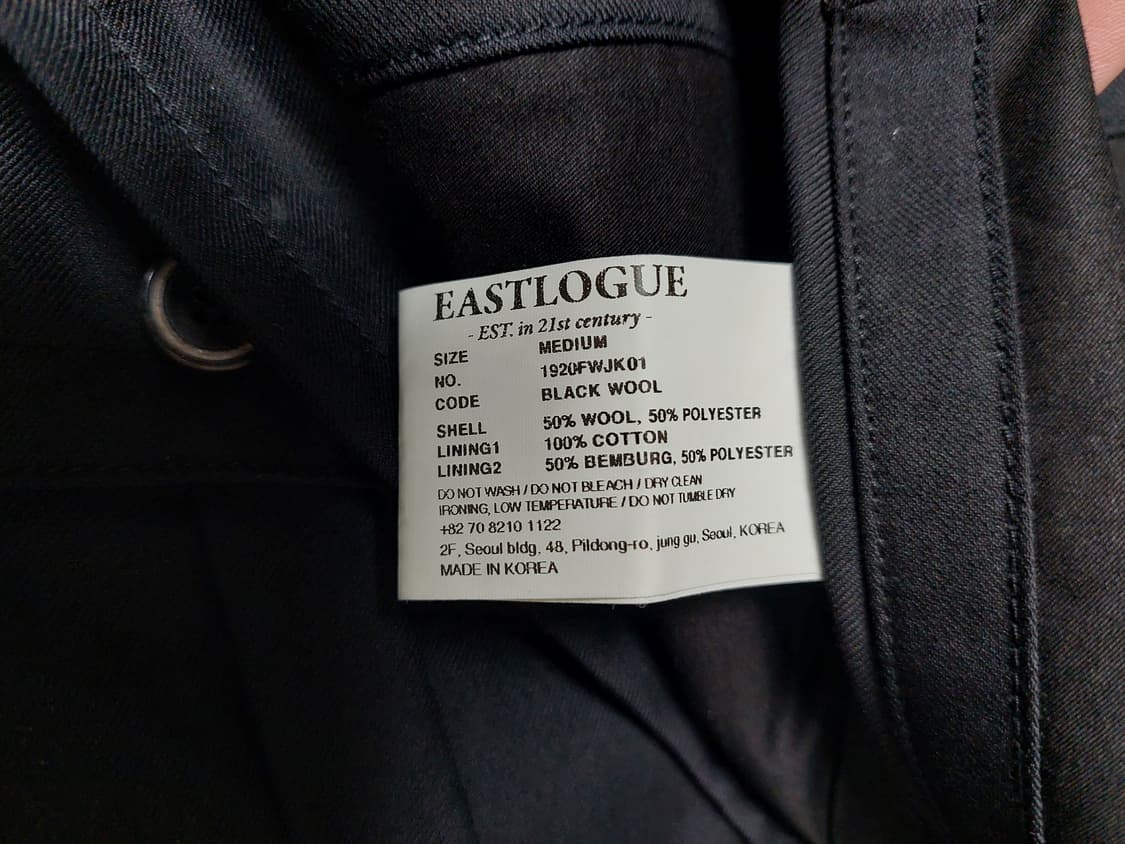 EASTLOGUE
- EST. in 21st century -
SIZE MEDIUM
NO. 1920FWJK01
CODE BLACK WOOL
SHELL 50% WOOL, 50% POLYESTER
LINING1 100% COTTON
LINING2 50% BEMBURG, 50% POLYESTER
DO NOT WASH / DO NOT BLEACH / DRY CLEAN
IRONING, LOW TEMPERATURE / DO NOT TUMBLE DRY
+82 70 8210 1122
2F, Seoul bldg, 48, Pildong-ro, jung gu, Seoul, KOREA
MADE IN KOREA